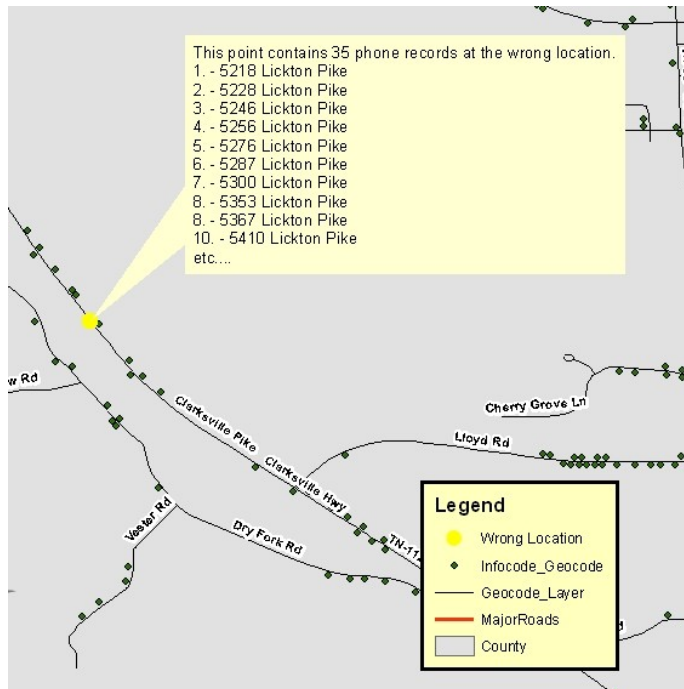 This point contains 35 phone records at the wrong location.
1. - 5218 Lickton Pike
2. - 5228 Lickton Pike
3. - 5246 Lickton Pike
4. - 5256 Lickton Pike
5. - 5276 Lickton Pike
6. - 5287 Lickton Pike
7. - 5300 Lickton Pike
8. - 5353 Lickton Pike
8. - 5367 Lickton Pike
10. - 5410 Lickton Pike
etc....
w Rd
Cherry Grove Ln
Clarksville Pike
Lloyd Rd
Clarksville Hwy
Vester Rd
Dry Fork Rd
TN-112
Legend
Wrong Location
Infocode_Geocode
Geocode_Layer
MajorRoads
County